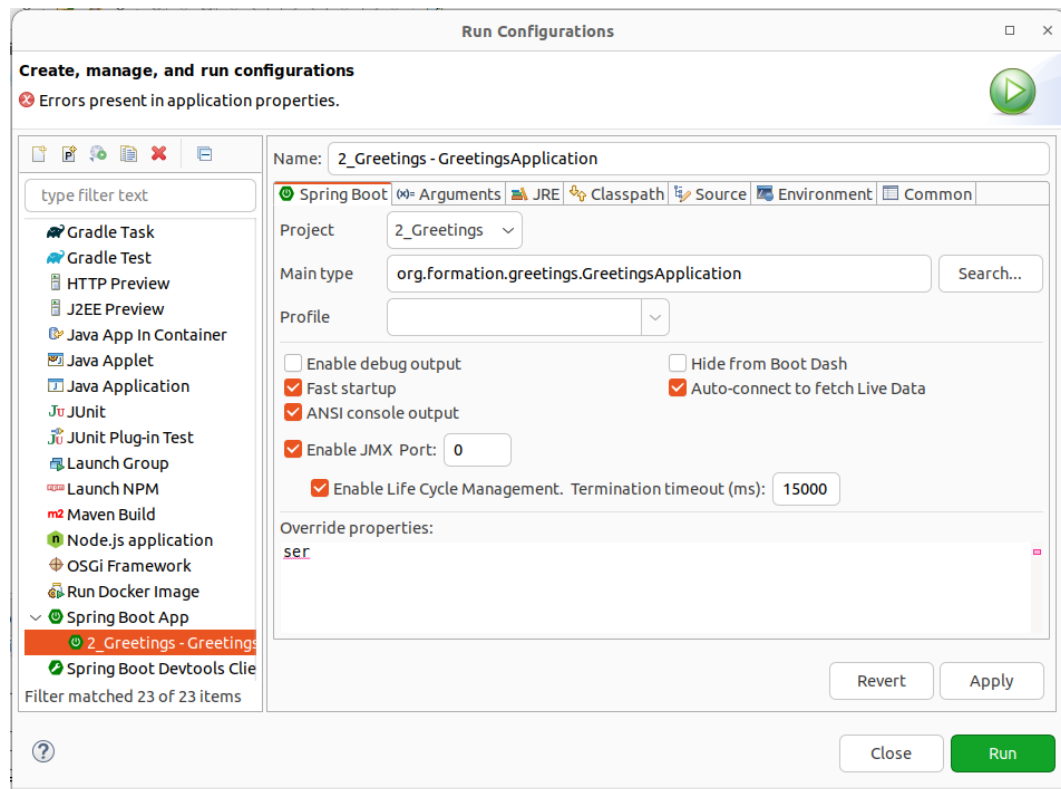 Run Configurations
Create, manage, and run configurations
Errors present in application properties.
Name: 2_Greetings - GreetingsApplication
type filter text
Spring Boot (x)= Arguments JRE Classpath Source Environment Common
Gradle Task
Gradle Test
HTTP Preview
J2EE Preview
Java App In Container
Java Applet
Java Application
JUnit
JUnit Plug-in Test
Launch Group
Launch NPM
Maven Build
Node.js application
OSGi Framework
Run Docker Image
Spring Boot App
2_Greetings - Greetings
Spring Boot Devtools Clie
Filter matched 23 of 23 items
Project 2_Greetings
Main type org.formation.greetings.GreetingsApplication Search...
Profile
Enable debug output Hide from Boot Dash
Fast startup Auto-connect to fetch Live Data
ANSI console output
Enable JMX Port: 0
Enable Life Cycle Management. Termination timeout (ms): 15000
Override properties:
ser
Revert Apply
Close Run